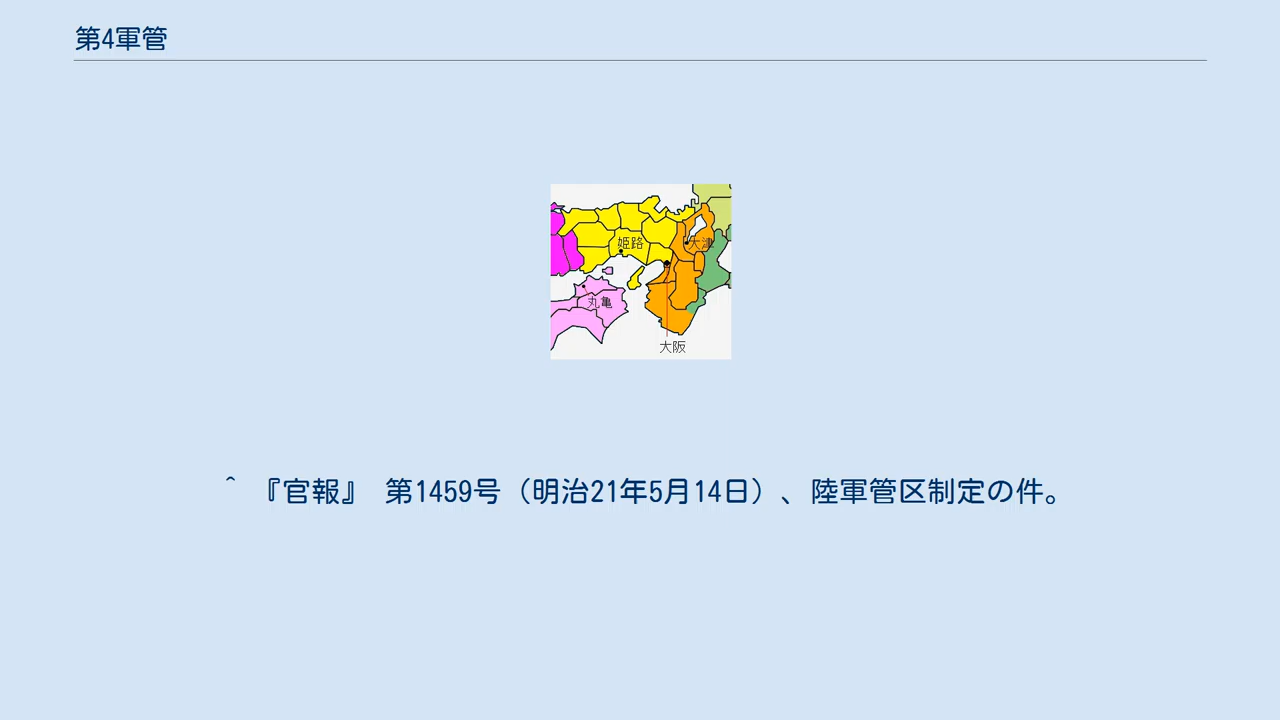 第4軍管
姫路
大津
丸亀
大阪
^ 『官報』 第1459号（明治21年5月14日）、陸軍管区制定の件。